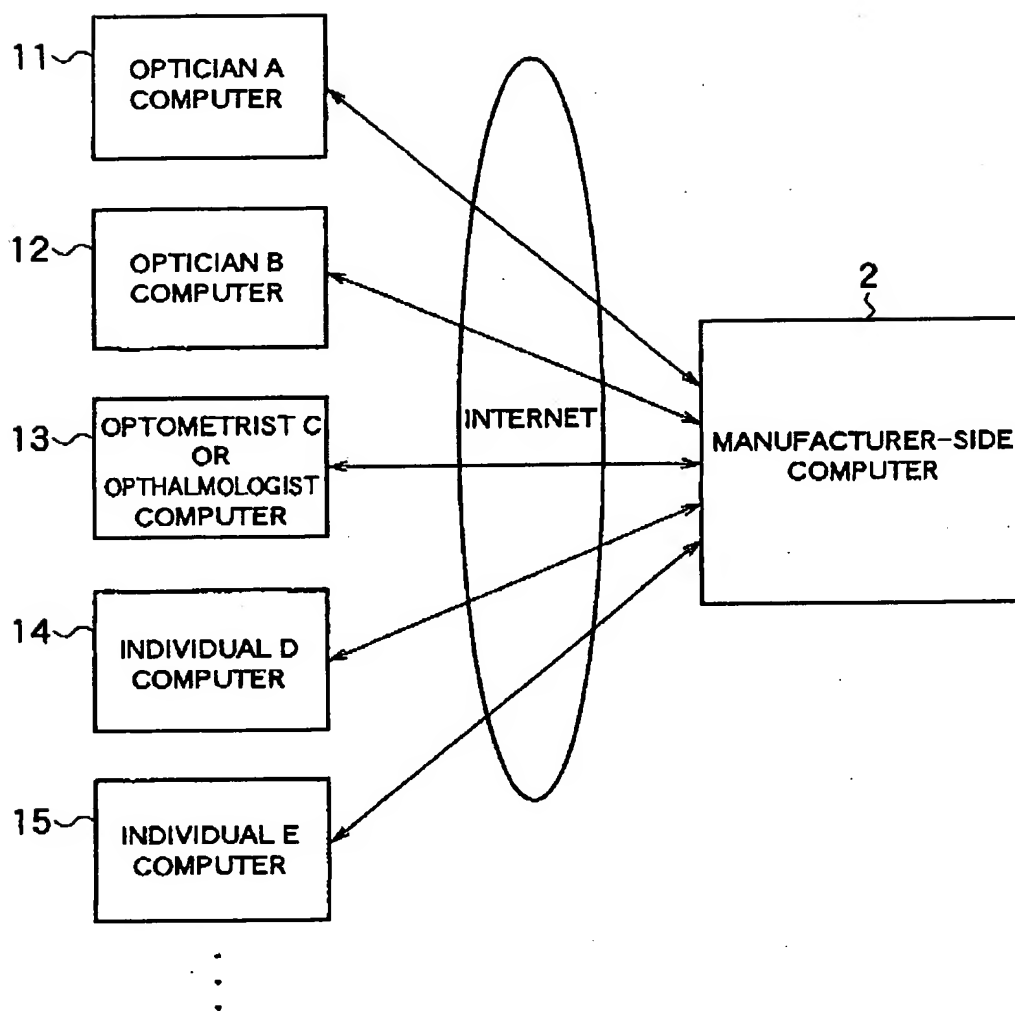 11
OPTICIAN A
COMPUTER
12
OPTICIAN B
COMPUTER
2
13
OPTOMETRIST C
OR
OPTHALMOLOGIST
COMPUTER
INTERNET
MANUFACTURER-SIDE
COMPUTER
14
INDIVIDUAL D
COMPUTER
15
INDIVIDUAL E
COMPUTER